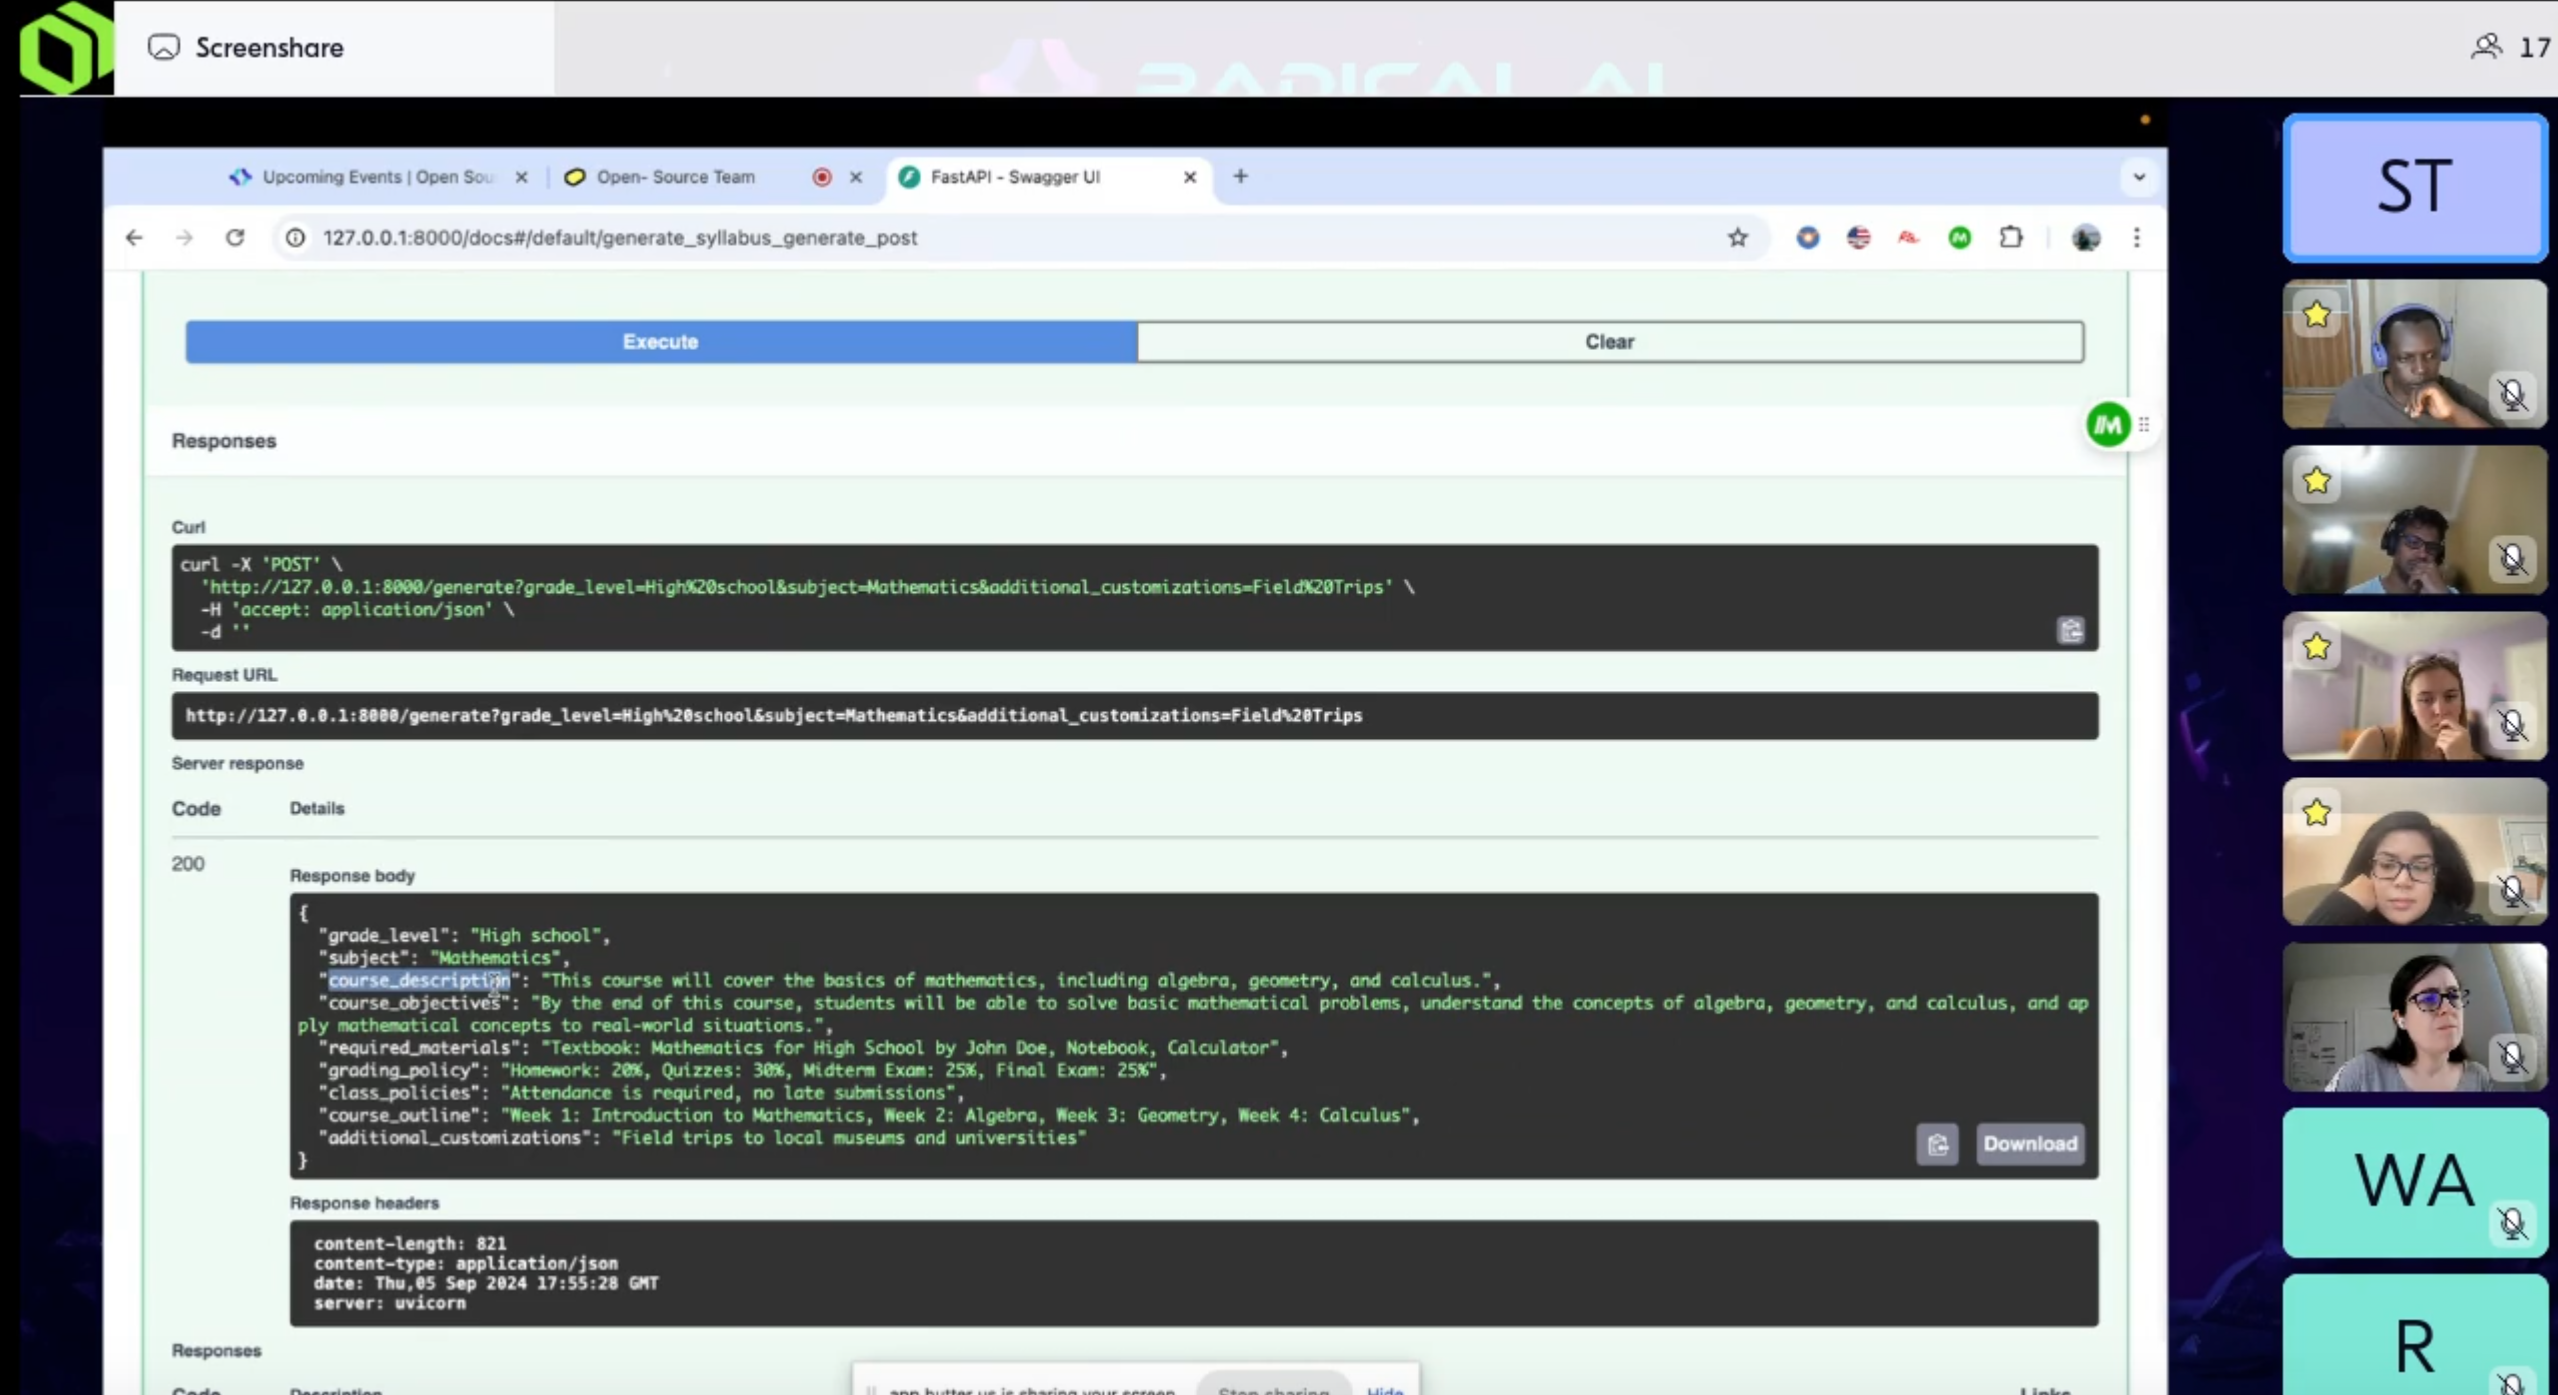 Screenshare
17
RADICAL AI
Upcoming Events | Open Sou
Open- Source Team
FastAPI - Swagger UI
127.0.0.1:8000/docs#/default/generate_syllabus_generate_post
Execute
Clear
Responses
Curl
curl -X 'POST' \
'http://127.0.0.1:8000/generate?grade_level=High%20school&subject=Mathematics&additional_customizations=Field%20Trips' \
-H 'accept: application/json' \
-d ''
Request URL
http://127.0.0.1:8000/generate?grade_level=High%20school&subject=Mathematics&additional_customizations=Field%20Trips
Server response
Code Details
200
Response body
{
"grade_level": "High school",
"subject": "Mathematics",
"course_description": "This course will cover the basics of mathematics, including algebra, geometry, and calculus.",
"course_objectives": "By the end of this course, students will be able to solve basic mathematical problems, understand the concepts of algebra, geometry, and calculus, and ap
ply mathematical concepts to real-world situations.",
"required_materials": "Textbook: Mathematics for High School by John Doe, Notebook, Calculator",
"grading_policy": "Homework: 20%, Quizzes: 30%, Midterm Exam: 25%, Final Exam: 25%",
"class_policies": "Attendance is required, no late submissions",
"course_outline": "Week 1: Introduction to Mathematics, Week 2: Algebra, Week 3: Geometry, Week 4: Calculus",
"additional_customizations": "Field trips to local museums and universities"
}
Download
Response headers
content-length: 821
content-type: application/json
date: Thu,05 Sep 2024 17:55:28 GMT
server: uvicorn
Responses
Code Description Links
app.butter.us is sharing your screen. Stop sharing Hide
ST
WA
R